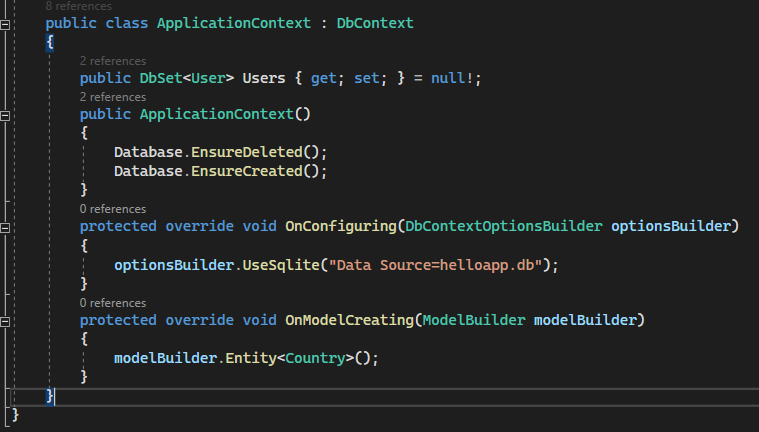 8 references
public class ApplicationContext : DbContext
{
2 references
public DbSet<User> Users { get; set; } = null!;
2 references
public ApplicationContext()
{
Database.EnsureDeleted();
Database.EnsureCreated();
}
0 references
protected override void OnConfiguring(DbContextOptionsBuilder optionsBuilder)
{
optionsBuilder.UseSqlite("Data Source=helloapp.db");
}
0 references
protected override void OnModelCreating(ModelBuilder modelBuilder)
{
modelBuilder.Entity<Country>();
}
}
}